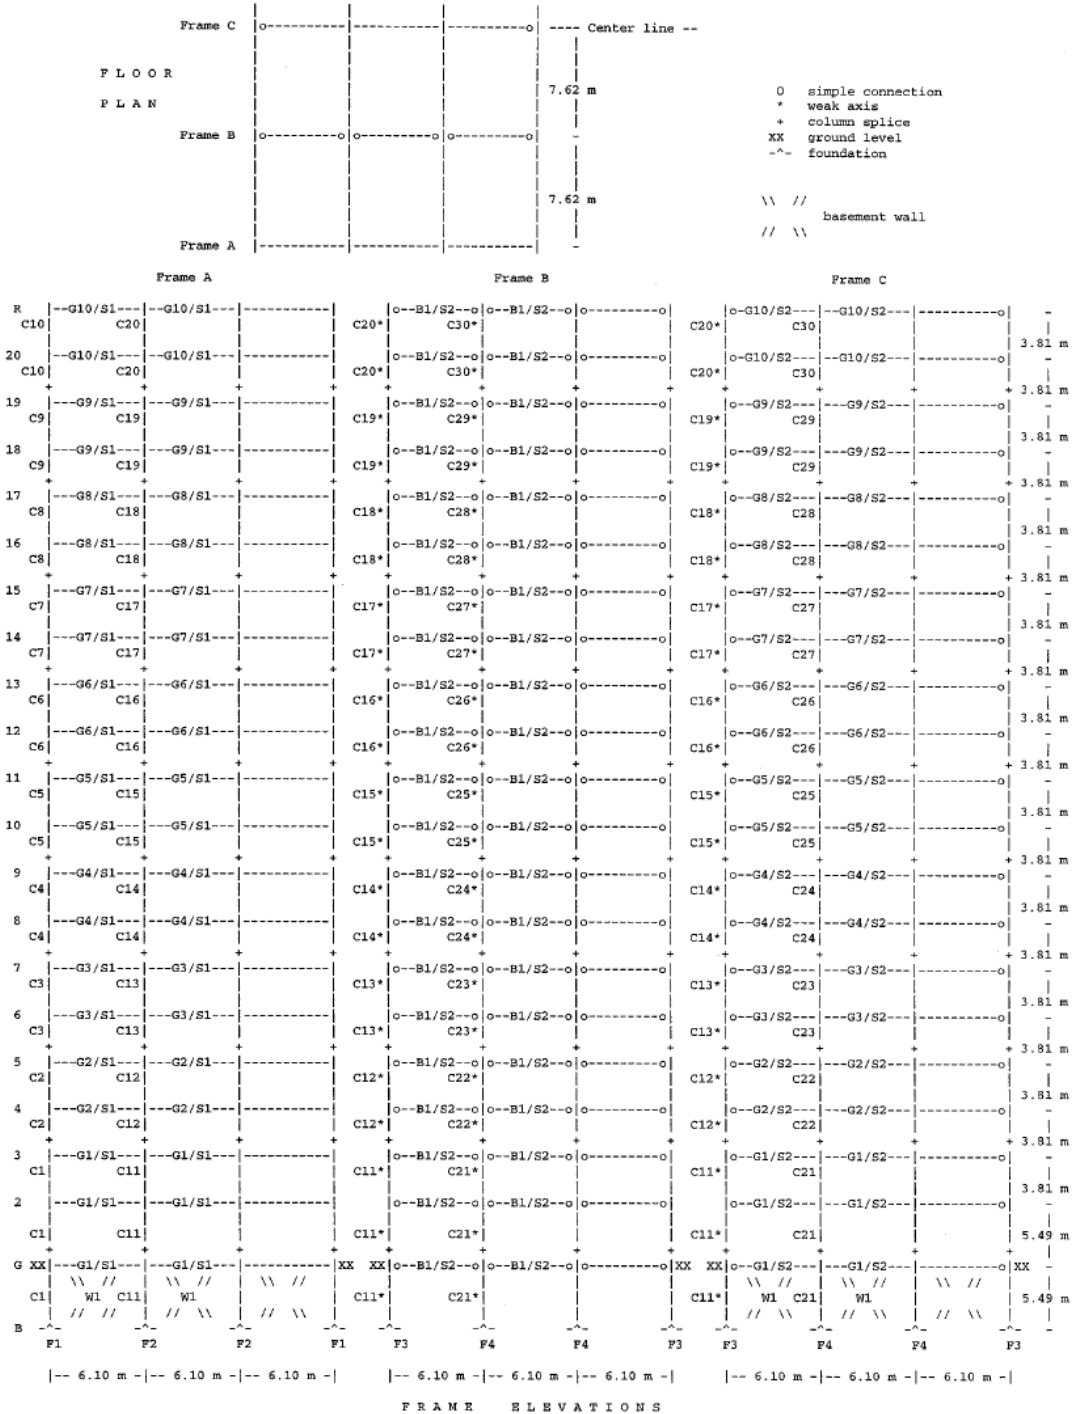 Frame C o---------- ---------- ----------o ---- Center line --
F L O O R
7.62 m
O simple connection
P L A N
* weak axis
+ column splice
Frame B o---------o o---------o o---------o
XX ground level
-^- foundation
7.62 m
\\ //
basement wall
// \\
Frame A ---------- ---------- ----------
Frame A Frame B Frame C
R |--G10/S1---|--G10/S1---|----------| |o--B1/S2--o|o--B1/S2--o|o--------o| |o-G10/S2---|--G10/S2---|---------o| -
C10 C20 C20* C30* C20* C30
3.81 m
20 |--G10/S1---|--G10/S1---|----------| |o--B1/S2--o|o--B1/S2--o|o--------o| |o-G10/S2---|--G10/S2---|---------o| -
C10 C20 C20* C30* C20* C30
+ + + + + + + + + + + + 3.81 m
19 |---G9/S1---|---G9/S1---|----------| |o--B1/S2--o|o--B1/S2--o|o--------o| |o--G9/S2---|---G9/S2---|---------o| -
C9 C19 C19* C29* C19* C29
3.81 m
18 |---G9/S1---|---G9/S1---|----------| |o--B1/S2--o|o--B1/S2--o|o--------o| |o--G9/S2---|---G9/S2---|---------o| -
C9 C19 C19* C29* C19* C29
+ + + + + + + + + + + + 3.81 m
17 |---G8/S1---|---G8/S1---|----------| |o--B1/S2--o|o--B1/S2--o|o--------o| |o--G8/S2---|---G8/S2---|---------o| -
C8 C18 C18* C28* C18* C28
3.81 m
16 |---G8/S1---|---G8/S1---|----------| |o--B1/S2--o|o--B1/S2--o|o--------o| |o--G8/S2---|---G8/S2---|---------o| -
C8 C18 C18* C28* C18* C28
+ + + + + + + + + + + + 3.81 m
15 |---G7/S1---|---G7/S1---|----------| |o--B1/S2--o|o--B1/S2--o|o--------o| |o--G7/S2---|---G7/S2---|---------o| -
C7 C17 C17* C27* C17* C27
3.81 m
14 |---G7/S1---|---G7/S1---|----------| |o--B1/S2--o|o--B1/S2--o|o--------o| |o--G7/S2---|---G7/S2---|---------o| -
C7 C17 C17* C27* C17* C27
+ + + + + + + + + + + + 3.81 m
13 |---G6/S1---|---G6/S1---|----------| |o--B1/S2--o|o--B1/S2--o|o--------o| |o--G6/S2---|---G6/S2---|---------o| -
C6 C16 C16* C26* C16* C26
3.81 m
12 |---G6/S1---|---G6/S1---|----------| |o--B1/S2--o|o--B1/S2--o|o--------o| |o--G6/S2---|---G6/S2---|---------o| -
C6 C16 C16* C26* C16* C26
+ + + + + + + + + + + + 3.81 m
11 |---G5/S1---|---G5/S1---|----------| |o--B1/S2--o|o--B1/S2--o|o--------o| |o--G5/S2---|---G5/S2---|---------o| -
C5 C15 C15* C25* C15* C25
3.81 m
10 |---G5/S1---|---G5/S1---|----------| |o--B1/S2--o|o--B1/S2--o|o--------o| |o--G5/S2---|---G5/S2---|---------o| -
C5 C15 C15* C25* C15* C25
+ + + + + + + + + + + + 3.81 m
9 |---G4/S1---|---G4/S1---|----------| |o--B1/S2--o|o--B1/S2--o|o--------o| |o--G4/S2---|---G4/S2---|---------o| -
C4 C14 C14* C24* C14* C24
3.81 m
8 |---G4/S1---|---G4/S1---|----------| |o--B1/S2--o|o--B1/S2--o|o--------o| |o--G4/S2---|---G4/S2---|---------o| -
C4 C14 C14* C24* C14* C24
+ + + + + + + + + + + + 3.81 m
7 |---G3/S1---|---G3/S1---|----------| |o--B1/S2--o|o--B1/S2--o|o--------o| |o--G3/S2---|---G3/S2---|---------o| -
C3 C13 C13* C23* C13* C23
3.81 m
6 |---G3/S1---|---G3/S1---|----------| |o--B1/S2--o|o--B1/S2--o|o--------o| |o--G3/S2---|---G3/S2---|---------o| -
C3 C13 C13* C23* C13* C23
+ + + + + + + + + + + + 3.81 m
5 |---G2/S1---|---G2/S1---|----------| |o--B1/S2--o|o--B1/S2--o|o--------o| |o--G2/S2---|---G2/S2---|---------o| -
C2 C12 C12* C22* C12* C22
3.81 m
4 |---G2/S1---|---G2/S1---|----------| |o--B1/S2--o|o--B1/S2--o|o--------o| |o--G2/S2---|---G2/S2---|---------o| -
C2 C12 C12* C22* C12* C22
+ + + + + + + + + + + + 3.81 m
3 |---G1/S1---|---G1/S1---|----------| |o--B1/S2--o|o--B1/S2--o|o--------o| |o--G1/S2---|---G1/S2---|---------o| -
C1 C11 C11* C21* C11* C21
3.81 m
2 |---G1/S1---|---G1/S1---|----------| |o--B1/S2--o|o--B1/S2--o|o--------o| |o--G1/S2---|---G1/S2---|---------o| -
C1 C11 C11* C21* C11* C21 5.49 m
+ + + + + + + + + + + +
G XX|---G1/S1---|---G1/S1---|----------|XX XX|o--B1/S2--o|o--B1/S2--o|o--------o|XX XX|o-G1/S2---|---G1/S2---|---------o|XX -
\\ // \\ // \\ // \\ // \\ // \\ //
C1 W1 C11 W1 C11* C21* C11* W1 C21 W1 5.49 m
// \\ // \\ // \\ // \\ // \\ // \\
B -^- -^- -^- -^- -^- -^- -^- -^- -^- -^- -^- -^- -
F1 F2 F2 F1 F3 F4 F4 F3 F3 F4 F4 F3
|-- 6.10 m -|-- 6.10 m -|-- 6.10 m -| |-- 6.10 m -|-- 6.10 m -|-- 6.10 m -| |-- 6.10 m -|-- 6.10 m -|-- 6.10 m -|
F R A M E E L E V A T I O N S